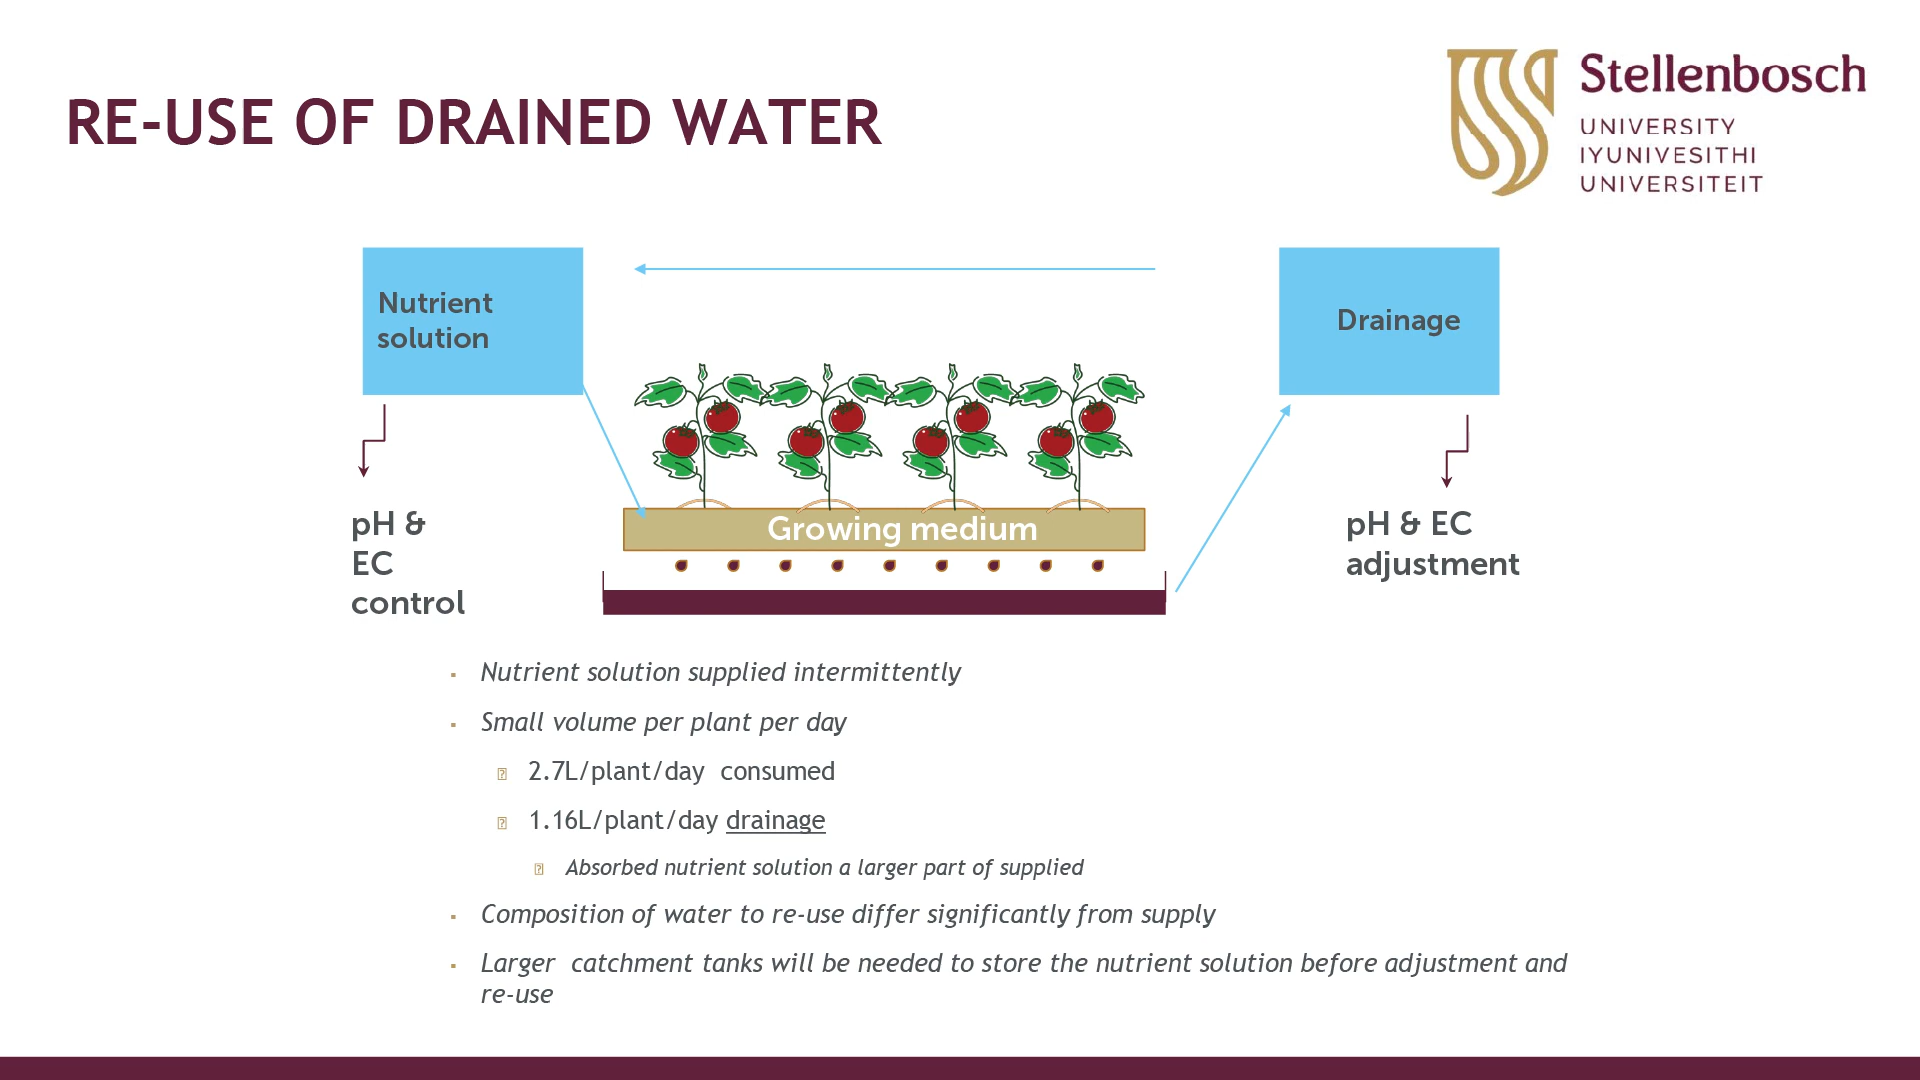 RE-USE OF DRAINED WATER
Stellenbosch
UNIVERSITY
IYUNIVESITHI
UNIVERSITEIT
Nutrient
solution
Drainage
pH &
EC
control
Growing medium
pH & EC
adjustment
Nutrient solution supplied intermittently
Small volume per plant per day
2.7L/plant/day  consumed
1.16L/plant/day drainage
Absorbed nutrient solution a larger part of supplied
Composition of water to re-use differ significantly from supply
Larger  catchment tanks will be needed to store the nutrient solution before adjustment and
re-use